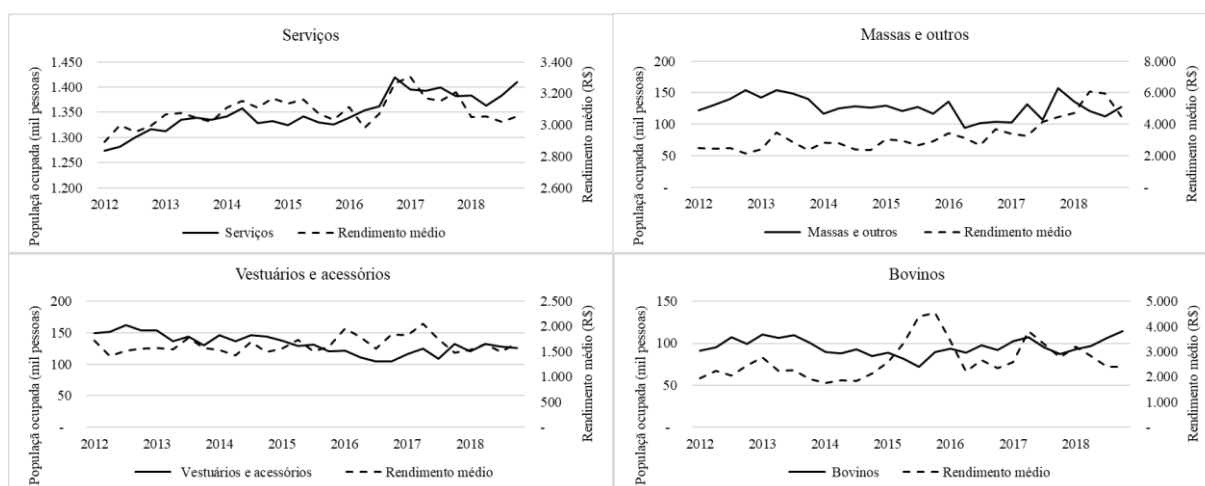 Serviços
Populaçã ocupada (mil pessoas)
1.450
1.400
1.350
1.300
1.250
1.200
3.400
3.200
3.000
2.800
2.600
Rendimento médio (R$)
2012 2013 2014 2015 2016 2017 2018
Serviços Rendimento médio
Massas e outros
Populaçã ocupada (mil pessoas)
200
150
100
50
-
8.000
6.000
4.000
2.000
-
Rendimento médio (R$)
2012 2013 2014 2015 2016 2017 2018
Massas e outros Rendimento médio
Vestuários e acessórios
Populaçã ocupada (mil pessoas)
200
150
100
50
-
2.500
2.000
1.500
1.000
500
-
Rendimento médio (R$)
2012 2013 2014 2015 2016 2017 2018
Vestuários e acessórios Rendimento médio
Bovinos
Populaçã ocupada (mil pessoas)
150
100
50
-
5.000
4.000
3.000
2.000
1.000
-
Rendimento médio (R$)
2012 2013 2014 2015 2016 2017 2018
Bovinos Rendimento médio